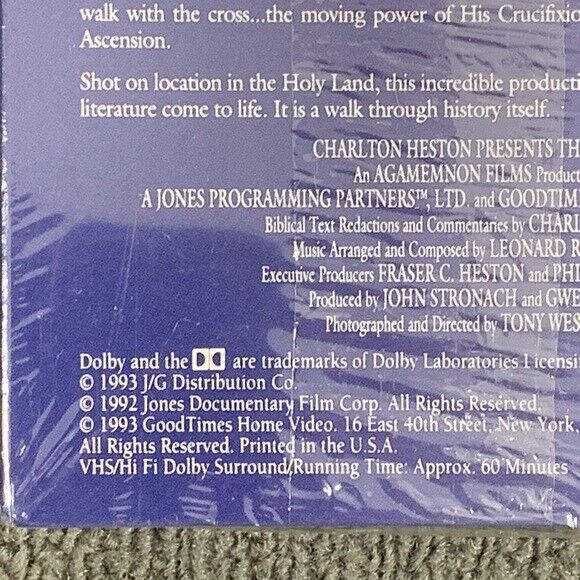 walk with the cross...the moving power of His Crucifixio
Ascension.
Shot on location in the Holy Land, this incredible producti
literature come to life. It is a walk through history itself.
CHARLTON HESTON PRESENTS TH
An AGAMEMNON FILMS Product
A JONES PROGRAMMING PARTNERS™, LTD. and GOODTIM
Biblical Text Redactions and Commentaries by CHARL
Music Arranged and Composed by LEONARD R
Executive Producers FRASER C. HESTON and PHI
Produced by JOHN STRONACH and GWE
Photographed and Directed by TONY WES
Dolby and the are trademarks of Dolby Laboratories Licensi
© 1993 J/G Distribution Co.
© 1992 Jones Documentary Film Corp. All Rights Reserved.
© 1993 GoodTimes Home Video. 16 East 40th Street, New York,
All Rights Reserved. Printed in the U.S.A.
VHS/Hi Fi Dolby Surround/Running Time: Approx. 60 Minutes